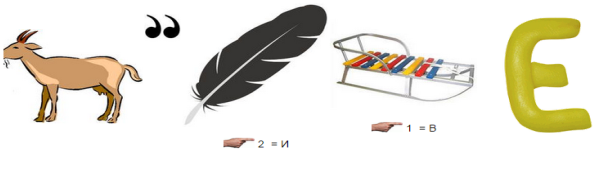 „
Е
2 = И
1 = В